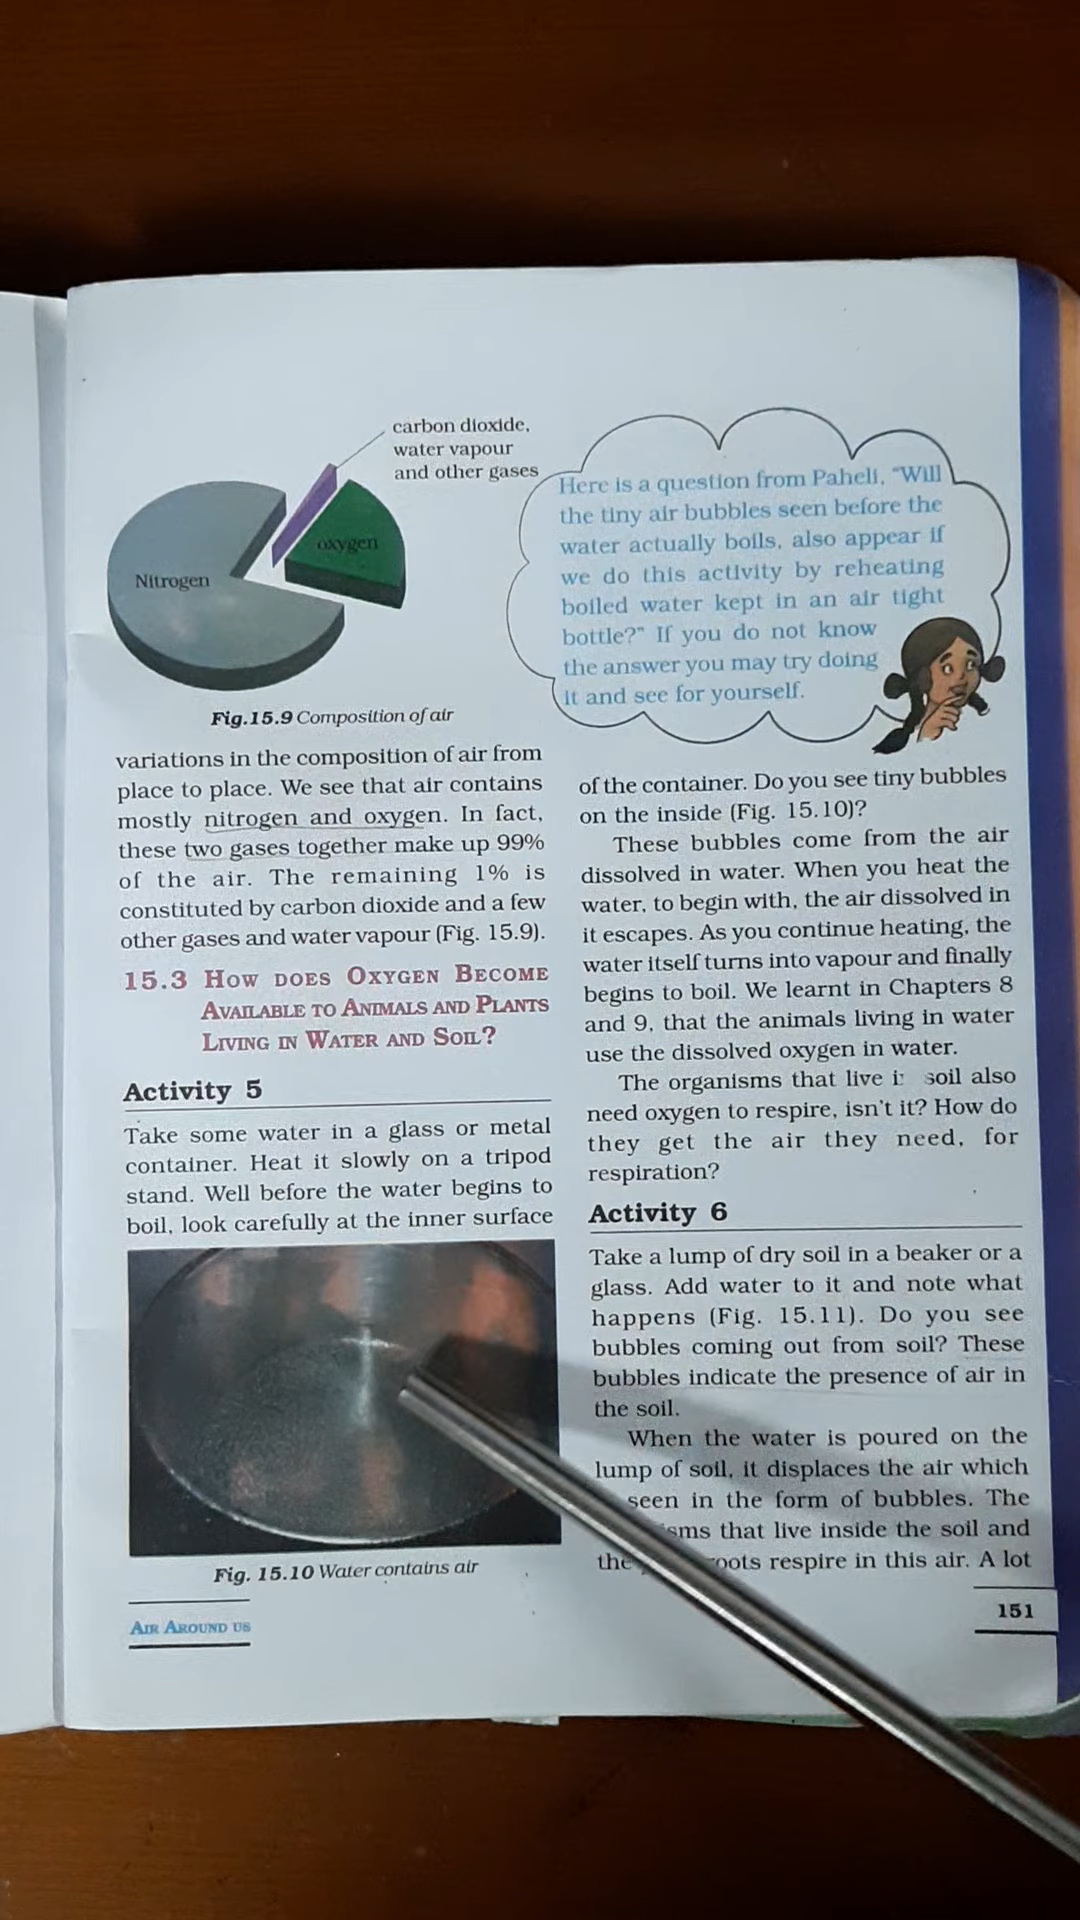 carbon dioxide,
water vapour
and other gases
oxygen
Nitrogen
Fig.15.9 Composition of air
Here is a question from Paheli, "Will
the tiny air bubbles seen before the
water actually boils, also appear if
we do this activity by reheating
boiled water kept in an air tight
bottle?" If you do not know
the answer you may try doing
it and see for yourself.
variations in the composition of air from
place to place. We see that air contains
mostly nitrogen and oxygen. In fact,
these two gases together make up 99%
of the air. The remaining 1% is
constituted by carbon dioxide and a few
other gases and water vapour (Fig. 15.9).
15.3 How does Oxygen Become
Available to Animals and Plants
Living in Water and Soil?
Activity 5
Take some water in a glass or metal
container. Heat it slowly on a tripod
stand. Well before the water begins to
boil, look carefully at the inner surface
Fig. 15.10 Water contains air
Air Around us
of the container. Do you see tiny bubbles
on the inside (Fig. 15.10)?
These bubbles come from the air
dissolved in water. When you heat the
water, to begin with, the air dissolved in
it escapes. As you continue heating, the
water itself turns into vapour and finally
begins to boil. We learnt in Chapters 8
and 9, that the animals living in water
use the dissolved oxygen in water.
The organisms that live soil also
need oxygen to respire, isn't it? How do
they get the air they need, for
respiration?
Activity 6
Take a lump of dry soil in a beaker or a
glass. Add water to it and note what
happens (Fig. 15.11). Do you see
bubbles coming out from soil? These
bubbles indicate the presence of air in
the soil.
When the water is poured on the
lump of soil, it displaces the air which
seen in the form of bubbles. The
that live inside the soil and
the respire in this air. A lot
151